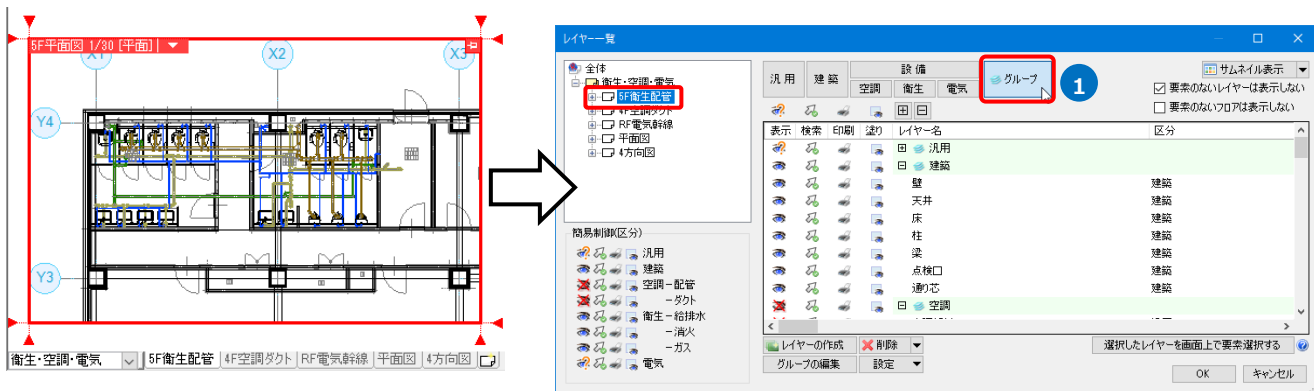 5F平面図 1/30 [平面]
X1
X2
X3
Y4
Y3
衛生・空調・電気
5F衛生配管
4F空調ダクト
RF電気幹線
平面図
4方向図
レイヤー一覧
全体
衛生・空調・電気
5F衛生配管
4F空調ダクト
RF電気幹線
平面図
4方向図
簡易制御(区分)
汎用
建築
空調－配管
－ダクト
衛生－給排水
－消火
－ガス
電気
汎用
建築
設備
空調
衛生
電気
グループ
1
サムネイル表示
要素のないレイヤーは表示しない
要素のないフロアは表示しない
表示 検索 印刷 塗り レイヤー名 区分
汎用
建築
壁 建築
天井 建築
床 建築
柱 建築
梁 建築
点検口 建築
通り芯 建築
空調
レイヤーの作成 削除 選択したレイヤーを画面上で要素選択する
グループの編集 設定
OK キャンセル